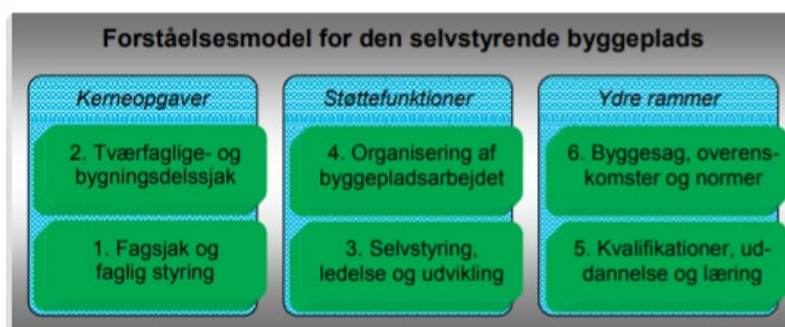 Forståelsesmodel for den selvstyrende byggeplads
Kerneopgaver
2. Tværfaglige- og
bygningsdelssjak
1. Fagsjak og
faglig styring
Støttefunktioner
4. Organisering af
byggepladsarbejdet
3. Selvstyring,
ledelse og udvikling
Ydre rammer
6. Byggesag, overens-
komster og normer
5. Kvalifikationer, ud-
dannelse og læring